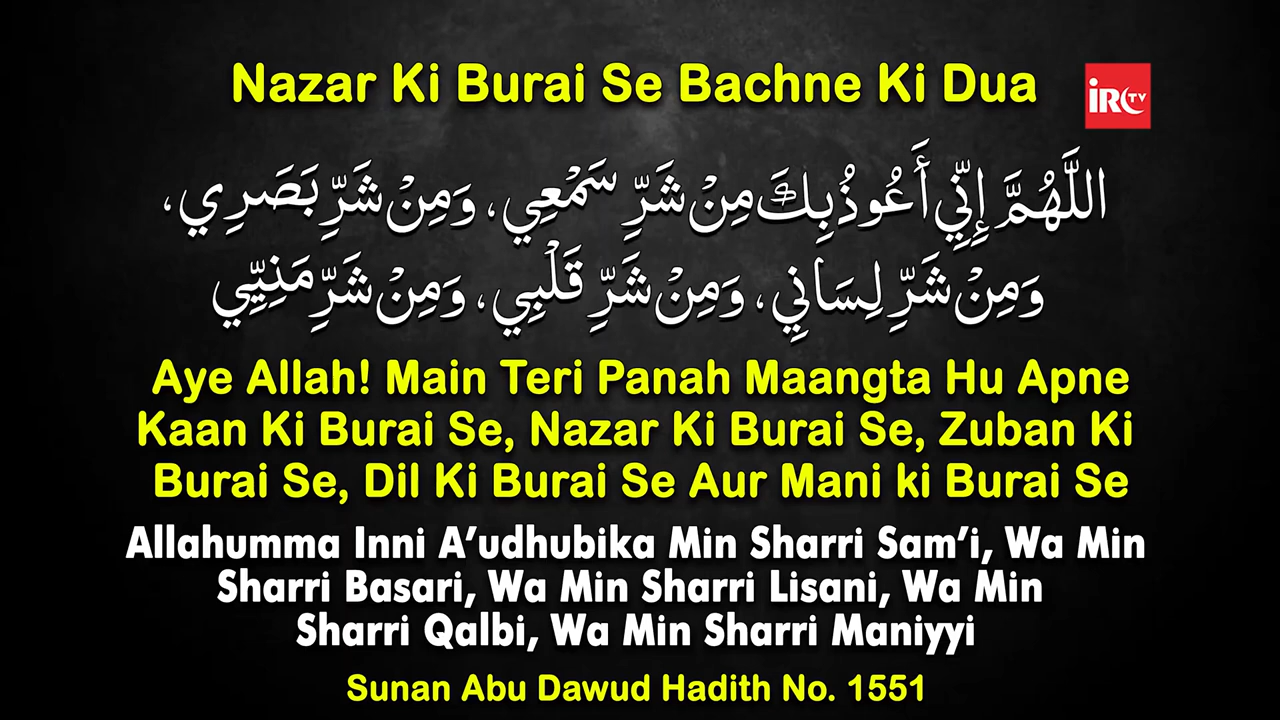 Nazar Ki Burai Se Bachne Ki Dua
iRC TV
اللَّهُمَّ إِنِّي أَعُوذُ بِكَ مِنْ شَرِّ سَمْعِي، وَمِنْ شَرِّ بَصَرِي،
وَمِنْ شَرِّ لِسَانِي، وَمِنْ شَرِّ قَلْبِي، وَمِنْ شَرِّ مَنِيِّي
Aye Allah! Main Teri Panah Maangta Hu Apne
Kaan Ki Burai Se, Nazar Ki Burai Se, Zuban Ki
Burai Se, Dil Ki Burai Se Aur Mani ki Burai Se
Allahumma Inni A’udhubika Min Sharri Sam’i, Wa Min
Sharri Basari, Wa Min Sharri Lisani, Wa Min
Sharri Qalbi, Wa Min Sharri Maniyyi
Sunan Abu Dawud Hadith No. 1551